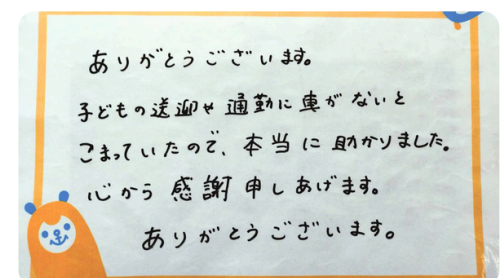 ありがとうございます。
子どもの送迎や通勤に車がないと
こまっていたので、本当に助かりました。
心から感謝申しあげます。
ありがとうございます。